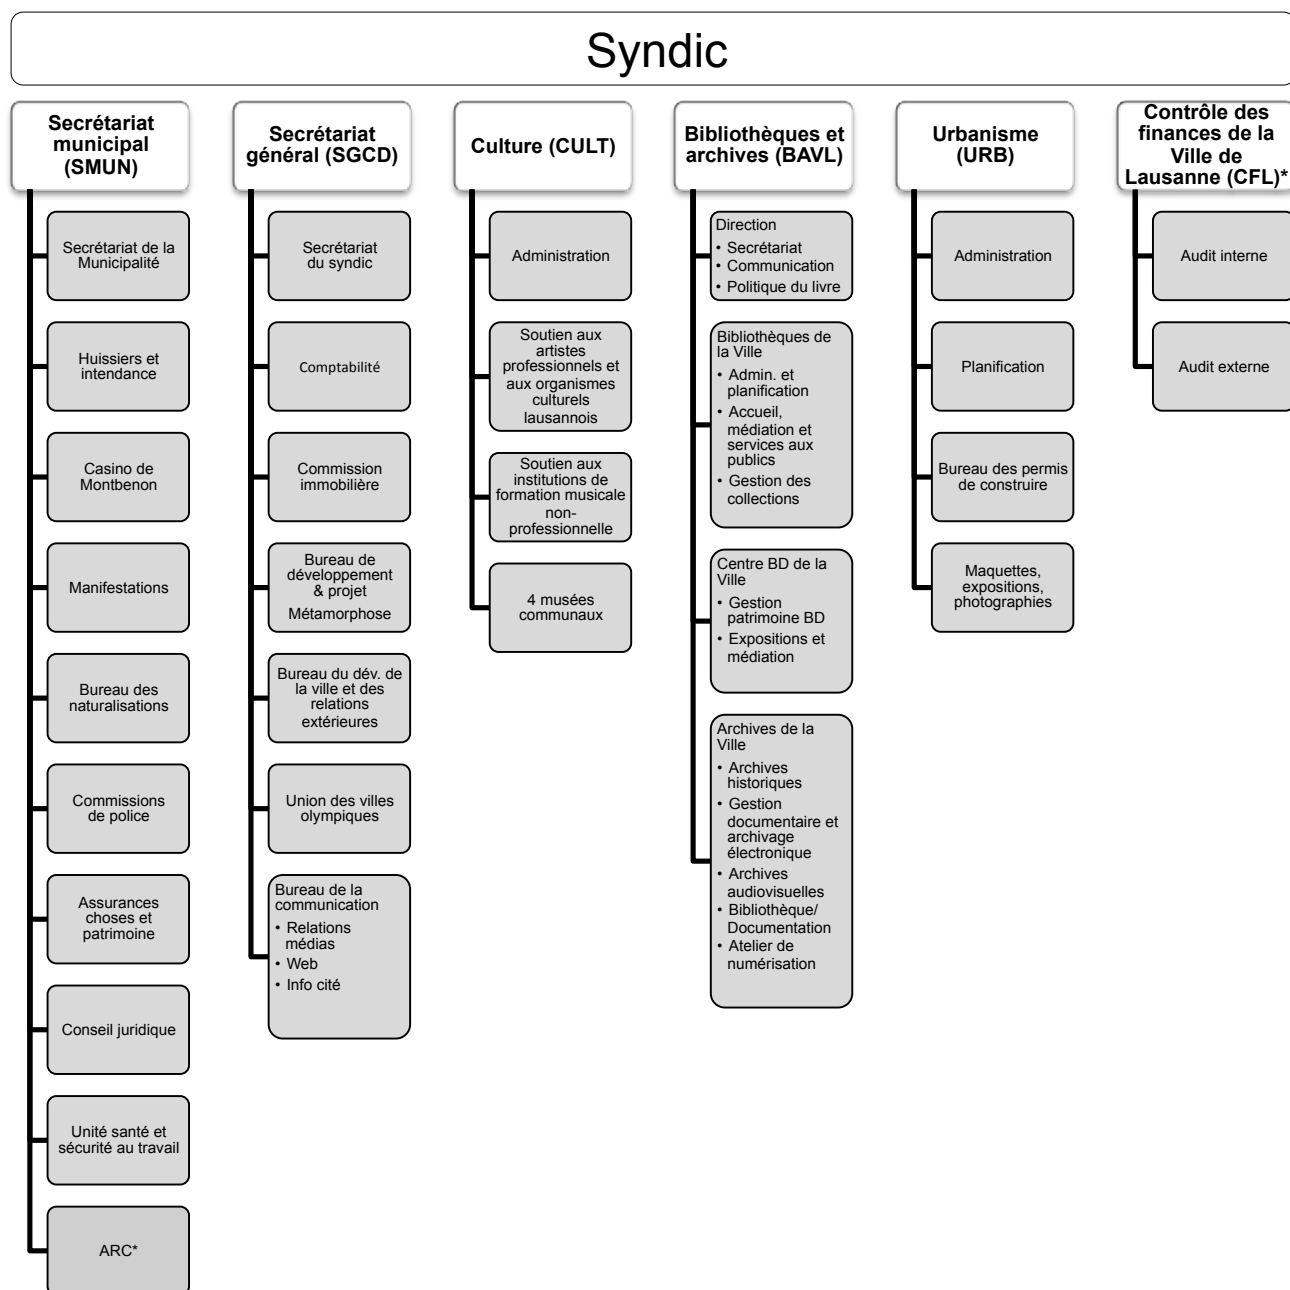 Syndic
Secrétariat
municipal
(SMUN)
Secrétariat de la
Municipalité
Huissiers et
intendance
Casino de
Montbenon
Manifestations
Bureau des
naturalisations
Commissions
de police
Assurances
choses et
patrimoine
Conseil juridique
Unité santé et
sécurité au travail
ARC*
Secrétariat
général (SGCD)
Secrétariat
du syndic
Comptabilité
Commission
immobilière
Bureau de
développement
& projet
Métamorphose
Bureau du dév. de
la ville et des
relations
extérieures
Union des villes
olympiques
Bureau de la
communication
• Relations
médias
• Web
• Info cité
Culture (CULT)
Administration
Soutien aux
artistes
professionnels et
aux organismes
culturels
lausannois
Soutien aux
institutions de
formation musicale
non-
professionnelle
4 musées
communaux
Bibliothèques et
archives (BAVL)
Direction
• Secrétariat
• Communication
• Politique du livre
Bibliothèques de
la Ville
• Admin. et
planification
• Accueil,
médiation et
services aux
publics
• Gestion des
collections
Centre BD de la
Ville
• Gestion
patrimoine BD
• Expositions et
médiation
Archives de la
Ville
• Archives
historiques
• Gestion
documentaire et
archivage
électronique
• Archives
audiovisuelles
• Bibliothèque/
Documentation
• Atelier de
numérisation
Urbanisme
(URB)
Administration
Planification
Bureau des permis
de construire
Maquettes,
expositions,
photographies
Contrôle des
finances de la
Ville de
Lausanne (CFL)*
Audit interne
Audit externe